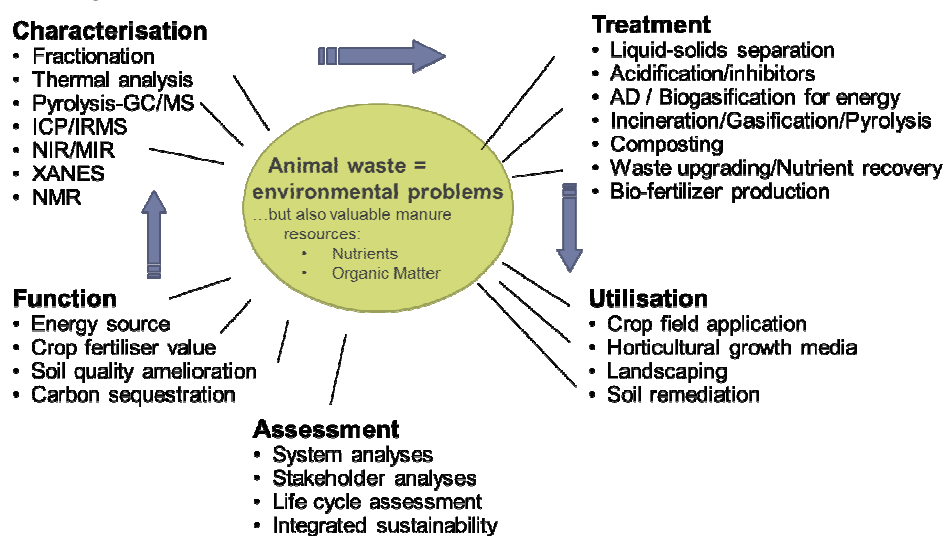 Characterisation
• Fractionation
• Thermal analysis
• Pyrolysis-GC/MS
• ICP/IRMS
• NIR/MIR
• XANES
• NMR
Treatment
• Liquid-solids separation
• Acidification/inhibitors
• AD / Biogasification for energy
• Incineration/Gasification/Pyrolysis
• Composting
• Waste upgrading/Nutrient recovery
• Bio-fertilizer production
Animal waste =
environmental problems
...but also valuable manure
resources:
• Nutrients
• Organic Matter
Function
• Energy source
• Crop fertiliser value
• Soil quality amelioration
• Carbon sequestration
Utilisation
• Crop field application
• Horticultural growth media
• Landscaping
• Soil remediation
Assessment
• System analyses
• Stakeholder analyses
• Life cycle assessment
• Integrated sustainability